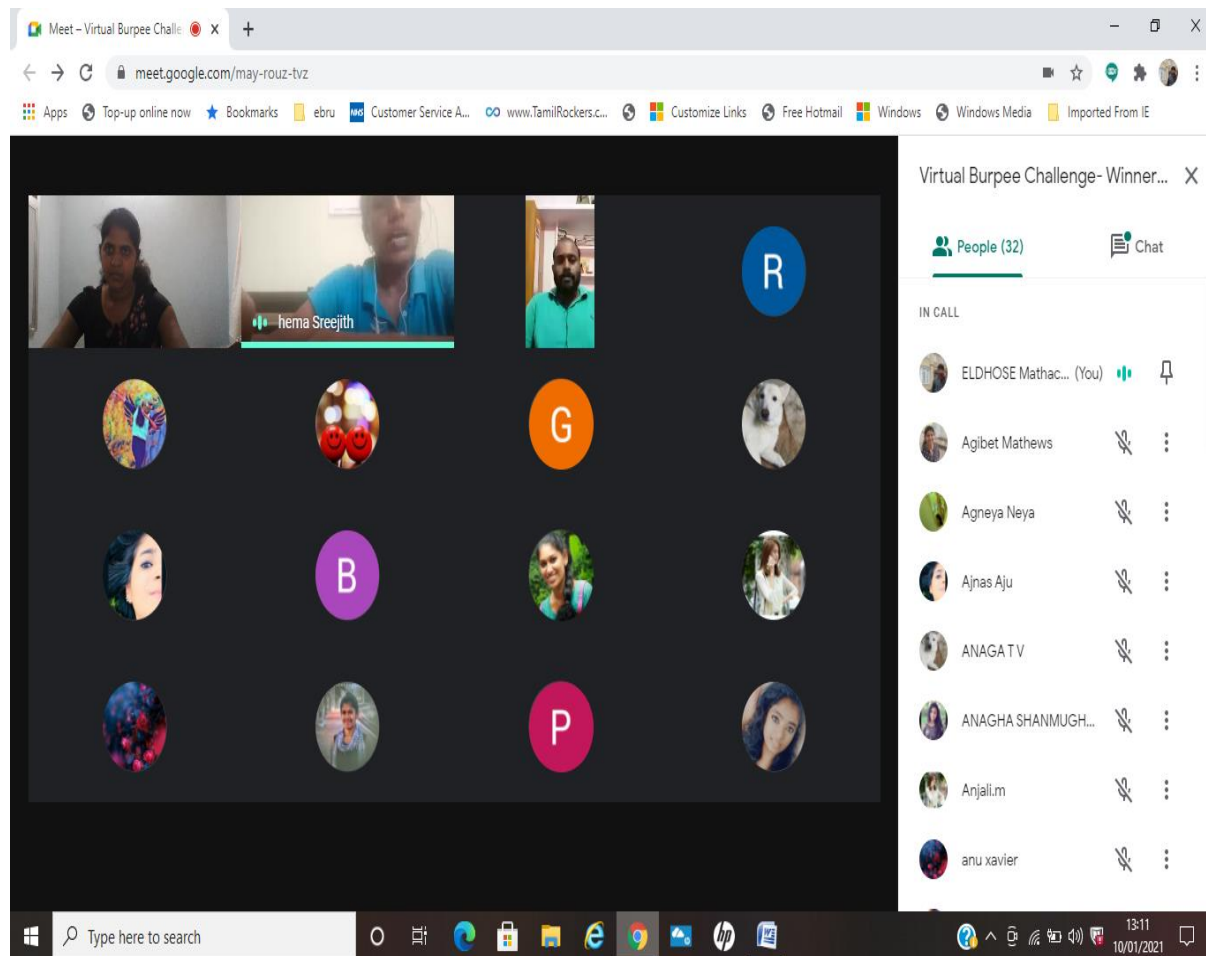 Meet – Virtual Burpee Challe
meet.google.com/may-rouz-tvz
Apps Top-up online now Bookmarks ebru NHS Customer Service A... www.TamilRockers.c... Customize Links Free Hotmail Windows Windows Media Imported From IE
Virtual Burpee Challenge- Winner...
People (32) Chat
IN CALL
hema Sreejith
R
G
B
P
ELDHOSE Mathac... (You)
Agibet Mathews
Agneya Neya
Ajnas Aju
ANAGA T V
ANAGHA SHANMUGH...
Anjali.m
anu xavier
Type here to search
hp
13:11
10/01/2021